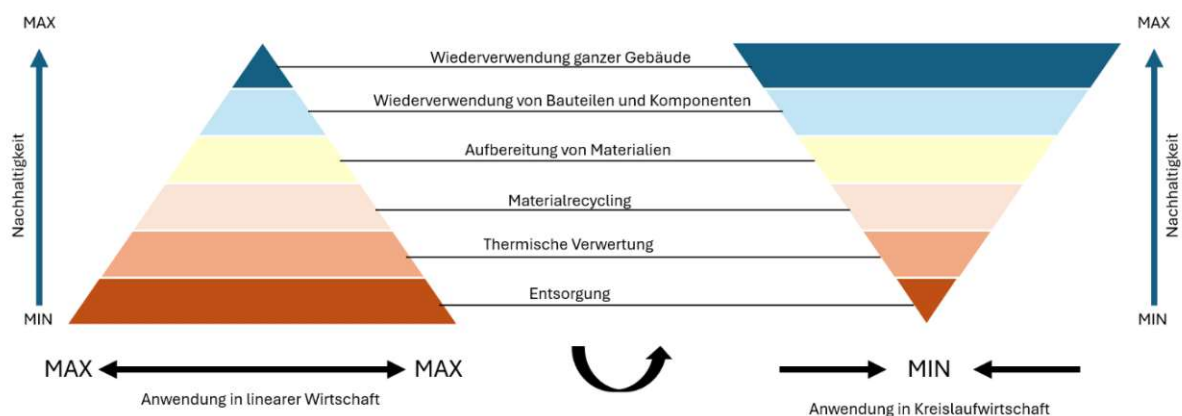 MAX
MAX
Wiederverwendung ganzer Gebäude
Wiederverwendung von Bauteilen und Komponenten
Aufbereitung von Materialien
Nachhaltigkeit
Nachhaltigkeit
Materialrecycling
Thermische Verwertung
Entsorgung
MIN
MIN
MAX
MAX
MIN
Anwendung in linearer Wirtschaft
Anwendung in Kreislaufwirtschaft